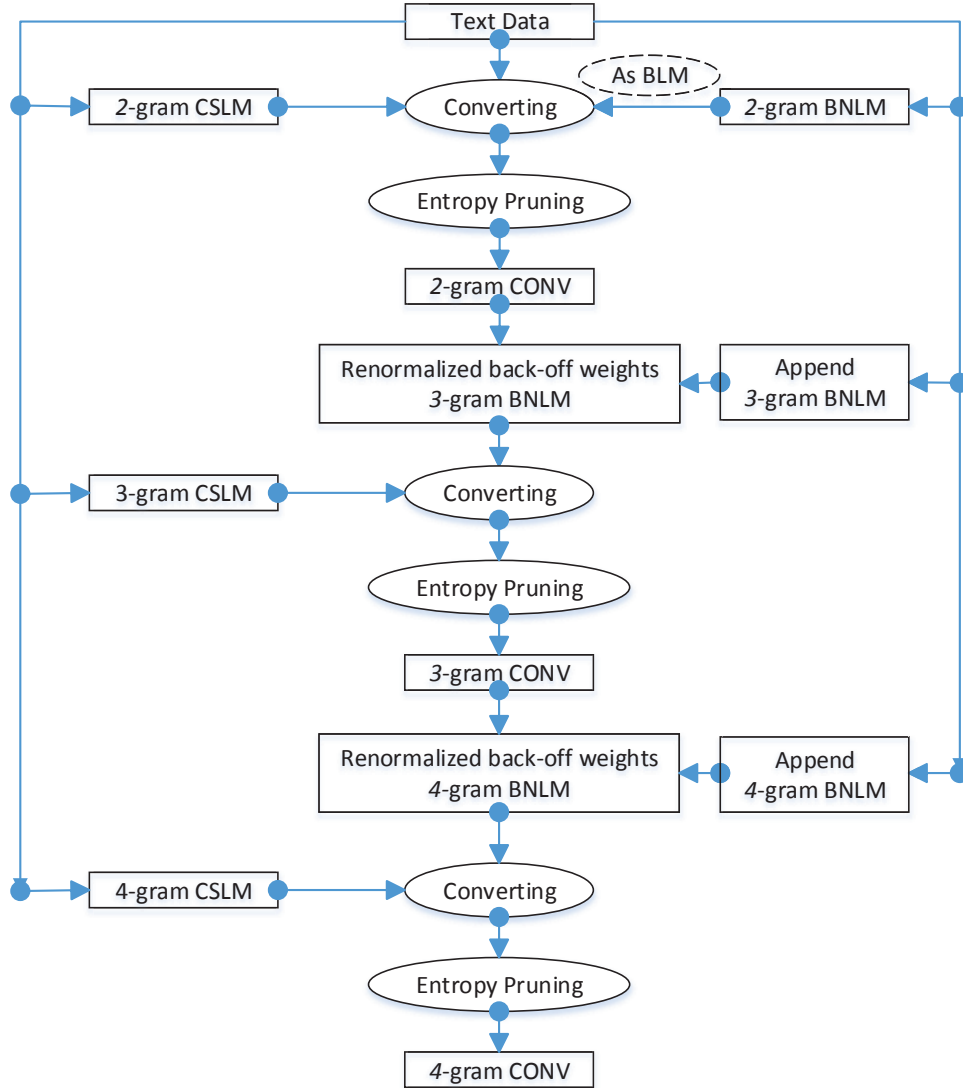 Text Data
As BLM
2-gram CSLM
Converting
2-gram BNLM
Entropy Pruning
2-gram CONV
Renormalized back-off weights
3-gram BNLM
Append
3-gram BNLM
3-gram CSLM
Converting
Entropy Pruning
3-gram CONV
Renormalized back-off weights
4-gram BNLM
Append
4-gram BNLM
4-gram CSLM
Converting
Entropy Pruning
4-gram CONV